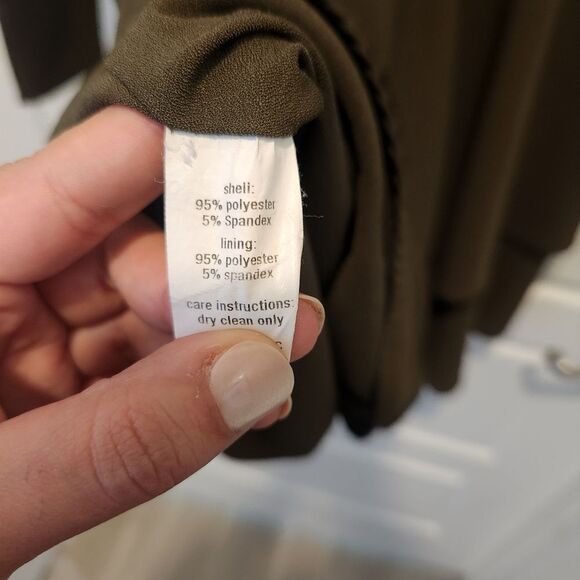 shell:
95% polyester
5% Spandex
lining:
95% polyester
5% spandex
care instructions:
dry clean only